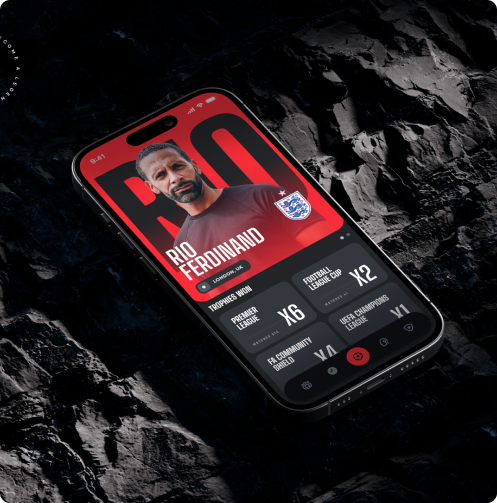 COME A LEGEN
9:41
RIO
RIO
FERDINAND
LONDON, UK
TROPHIES WON
PREMIER
LEAGUE
X6
FOOTBALL
LEAGUE CUP
X2
FA COMMUNITY
SHIELD
X4
UEFA CHAMPIONS
LEAGUE
X1